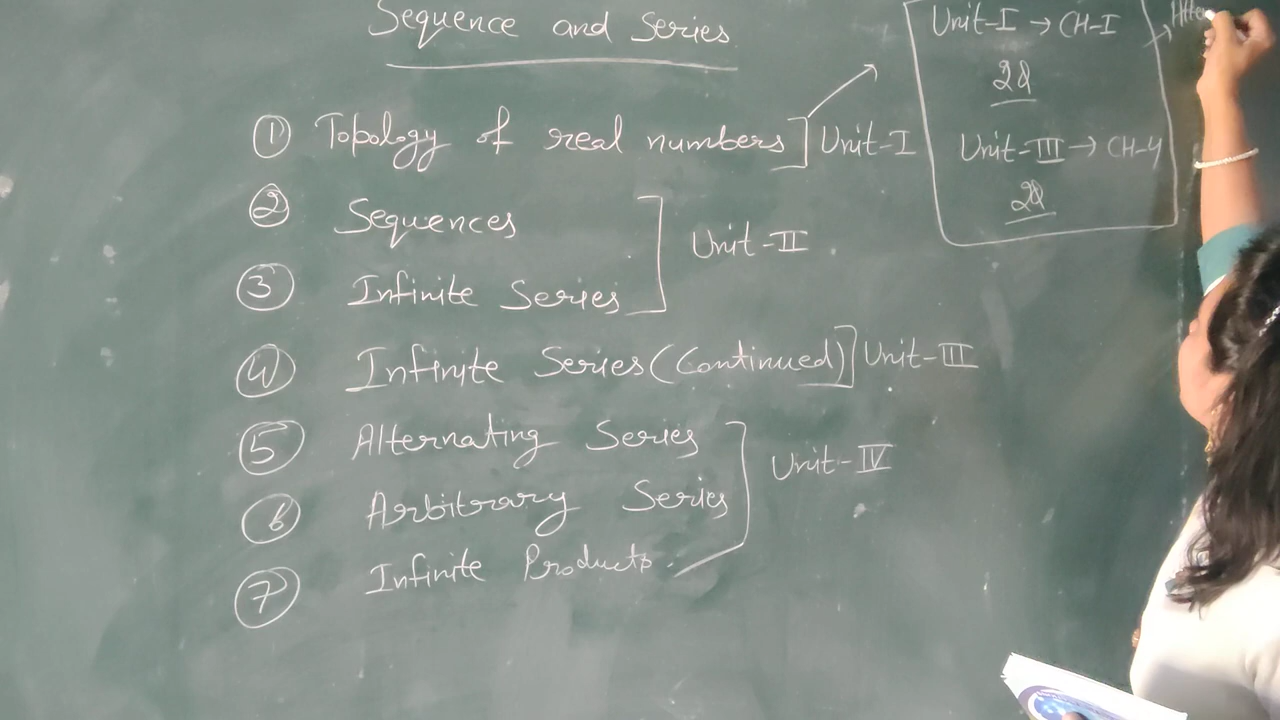 Sequence and Series
① Topology of real numbers] Unit-I
② Sequences
③ Infinite Series
Unit-II
④ Infinite Series (Continued)] Unit-III
⑤ Alternating Series
⑥ Arbitrary Series
Unit-IV
⑦ Infinite Products.
Unit-I → CH-I
Unit-III → CH-4